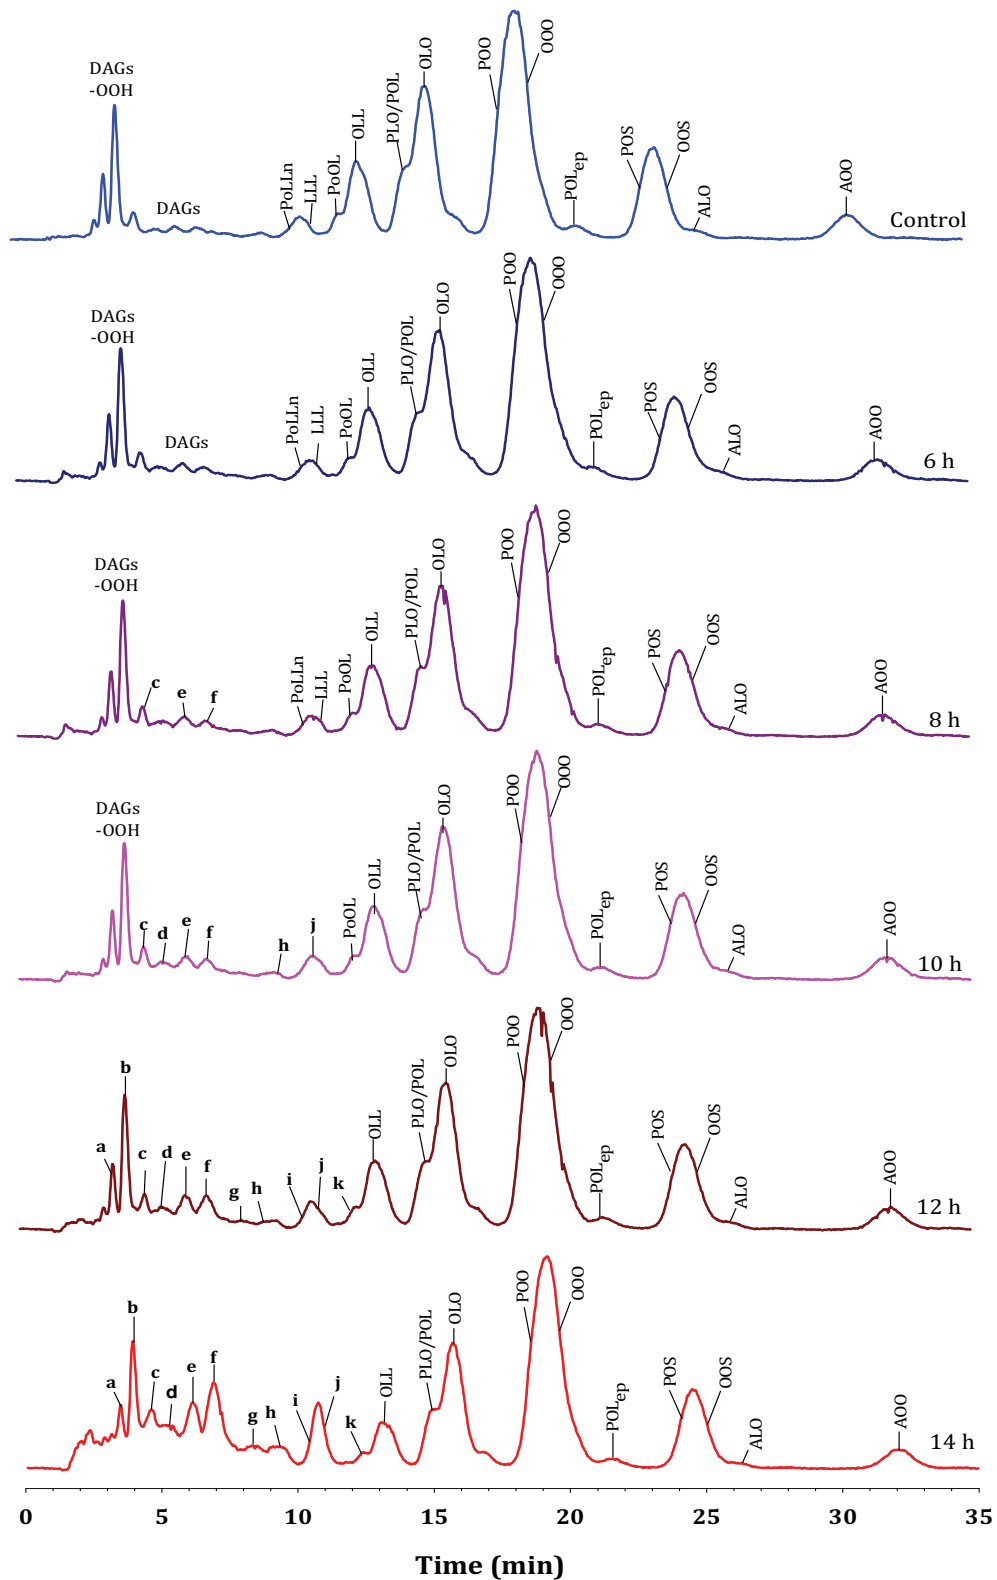 DAGs
-OOH
DAGs
PoLLn
LLL
PoOL
OLL
PLO/POL
OLO
POO
OOO
POLep
POS
OOS
ALO
AOO
Control
DAGs
-OOH
DAGs
PoLLn
LLL
PoOL
OLL
PLO/POL
OLO
POO
OOO
POLep
POS
OOS
ALO
AOO
6 h
DAGs
-OOH
c
e
f
PoLLn
LLL
PoOL
OLL
PLO/POL
OLO
POO
OOO
POLep
POS
OOS
ALO
AOO
8 h
DAGs
-OOH
c
d
e
f
h
j
PoOL
OLL
PLO/POL
OLO
POO
OOO
POLep
POS
OOS
ALO
AOO
10 h
a
b
c
d
e
f
g
h
i
j
k
OLL
PLO/POL
OLO
POO
OOO
POLep
POS
OOS
ALO
AOO
12 h
a
b
c
d
e
f
g
h
i
j
k
OLL
PLO/POL
OLO
POO
OOO
POLep
POS
OOS
ALO
AOO
14 h
0 5 10 15 20 25 30 35
Time (min)